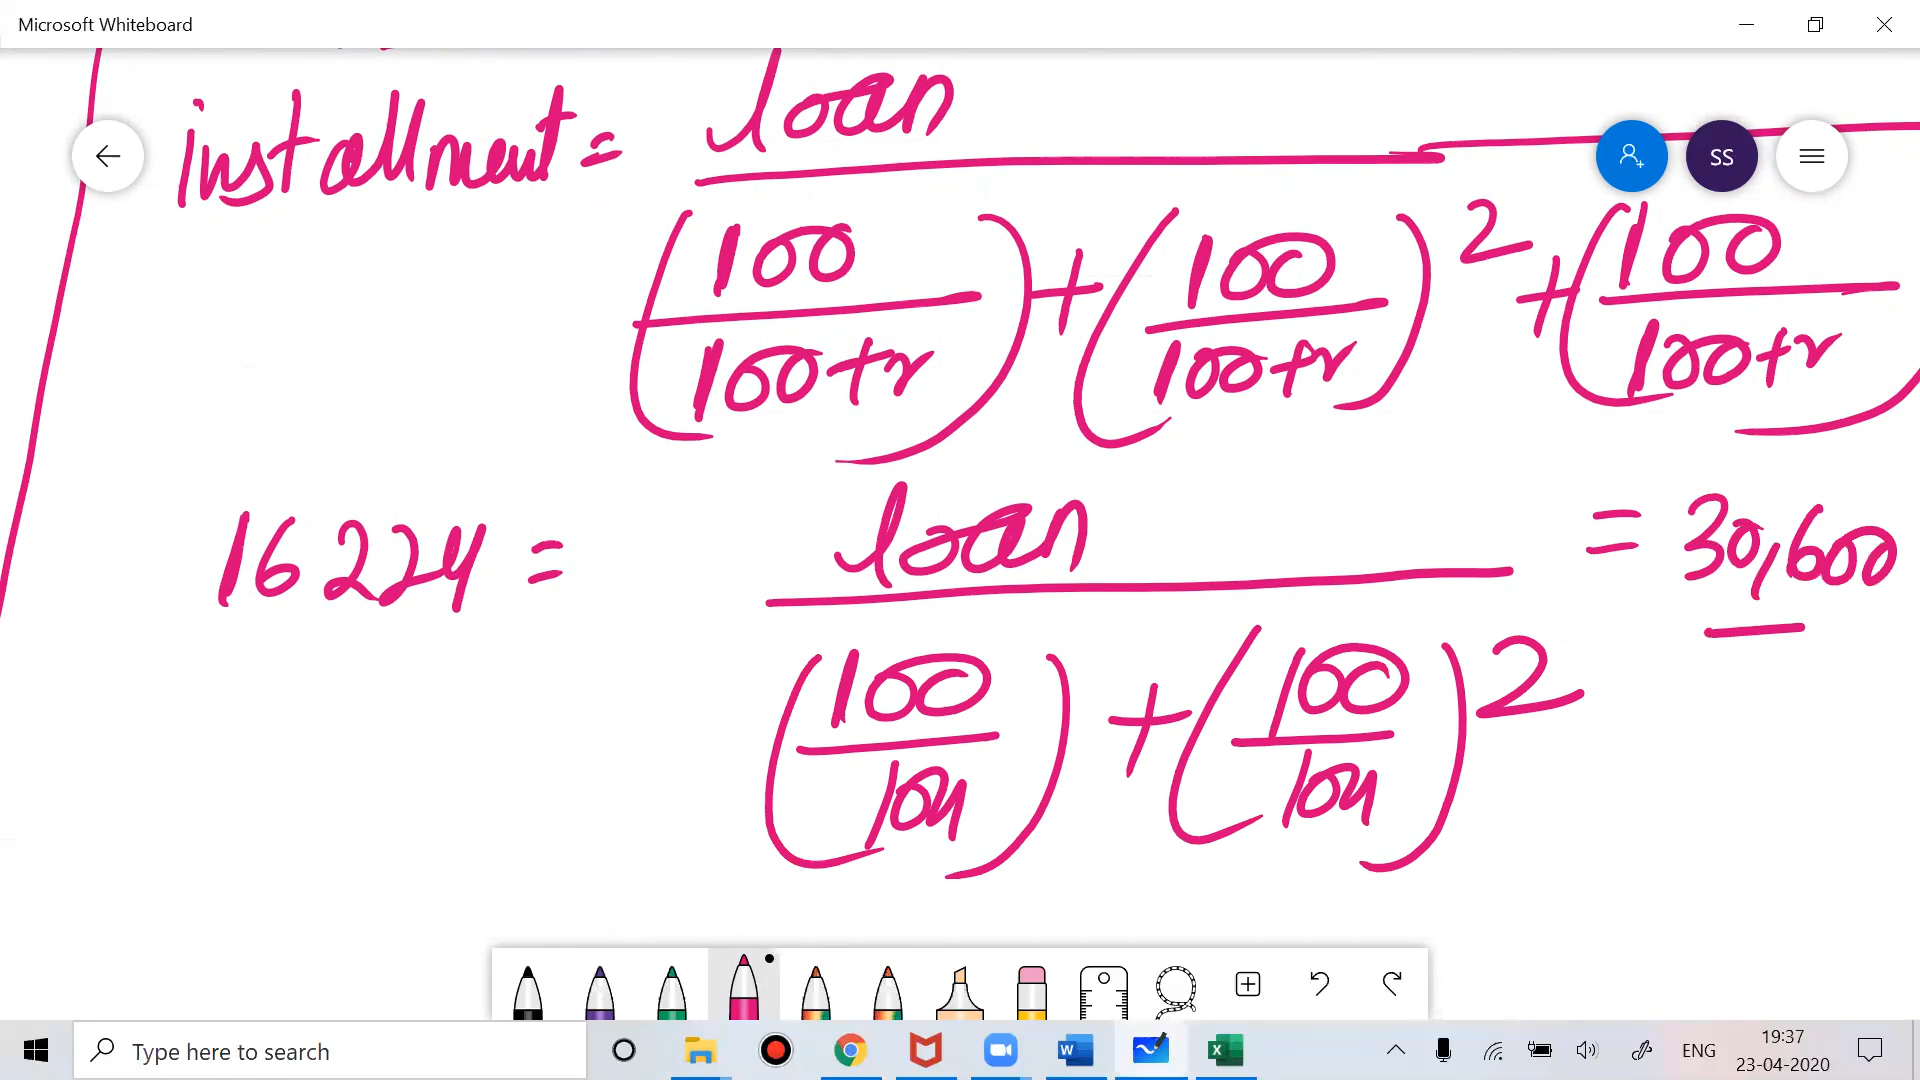 Microsoft Whiteboard
installment = loan
(100/100+r) + (100/100+r)² + (100/100+r
SS
16224 = loan = 30,600
(100/104) + (100/104)²
Type here to search
ENG
19:37
23-04-2020